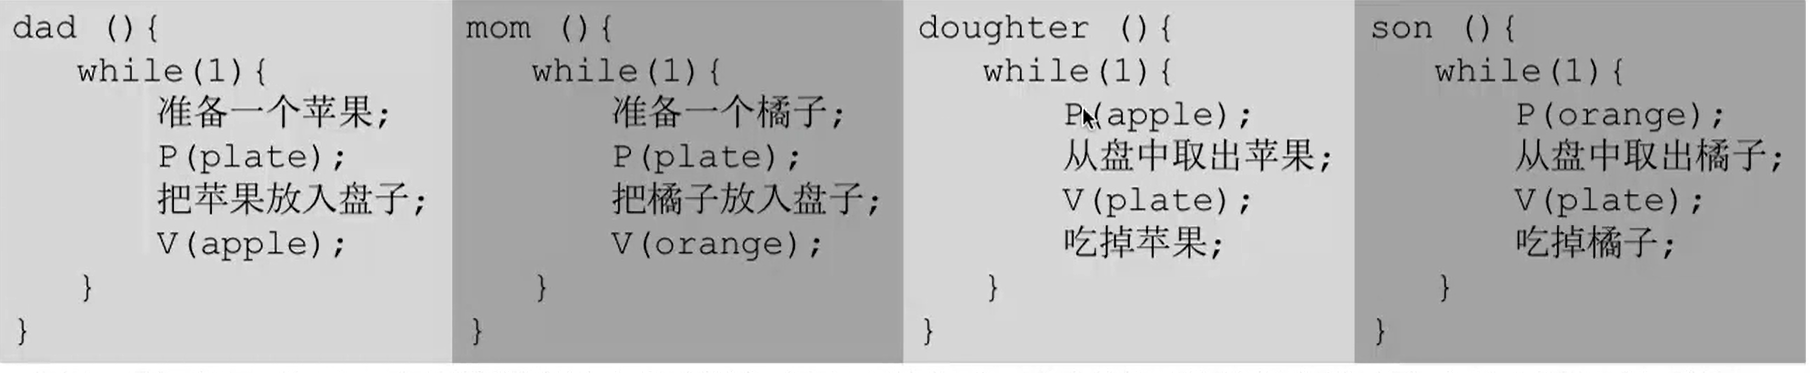 dad (){
while(1){
准备一个苹果;
P(plate);
把苹果放入盘子;
V(apple);
}
}
mom (){
while(1){
准备一个橘子;
P(plate);
把橘子放入盘子;
V(orange);
}
}
doughter (){
while(1){
P(apple);
从盘中取出苹果;
V(plate);
吃掉苹果;
}
}
son (){
while(1){
P(orange);
从盘中取出橘子;
V(plate);
吃掉橘子;
}
}